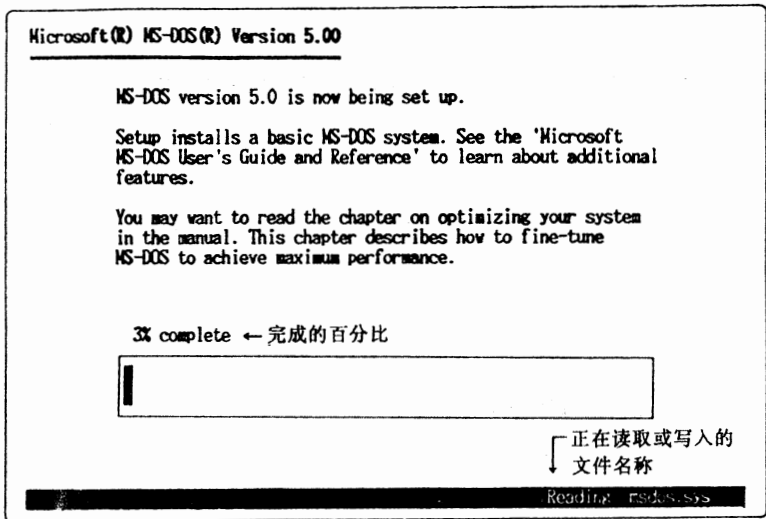 Microsoft(R) MS-DOS(R) Version 5.00
MS-DOS version 5.0 is now being set up.
Setup installs a basic MS-DOS system. See the 'Microsoft
MS-DOS User's Guide and Reference' to learn about additional
features.
You may want to read the chapter on optimizing your system
in the manual. This chapter describes how to fine-tune
MS-DOS to achieve maximum performance.
3% complete ←完成的百分比
正在读取或写入的
文件名称
Reading msdos.sys